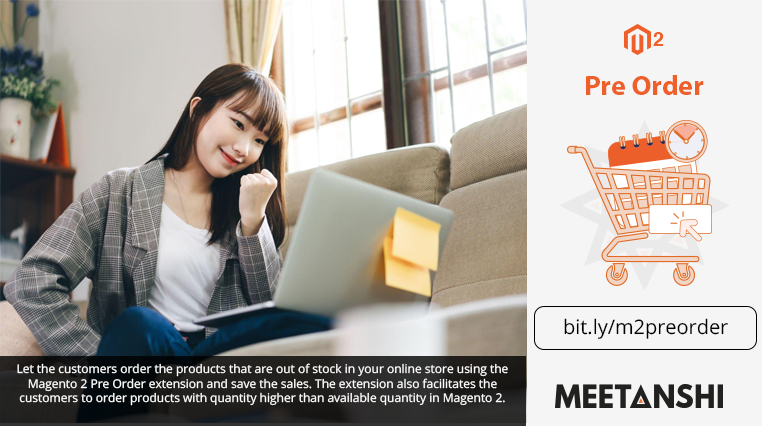 2
Pre Order
bit.ly/m2preorder
MEETANSHI
Let the customers order the products that are out of stock in your online store using the
Magento 2 Pre Order extension and save the sales. The extension also facilitates the
customers to order products with quantity higher than available quantity in Magento 2.